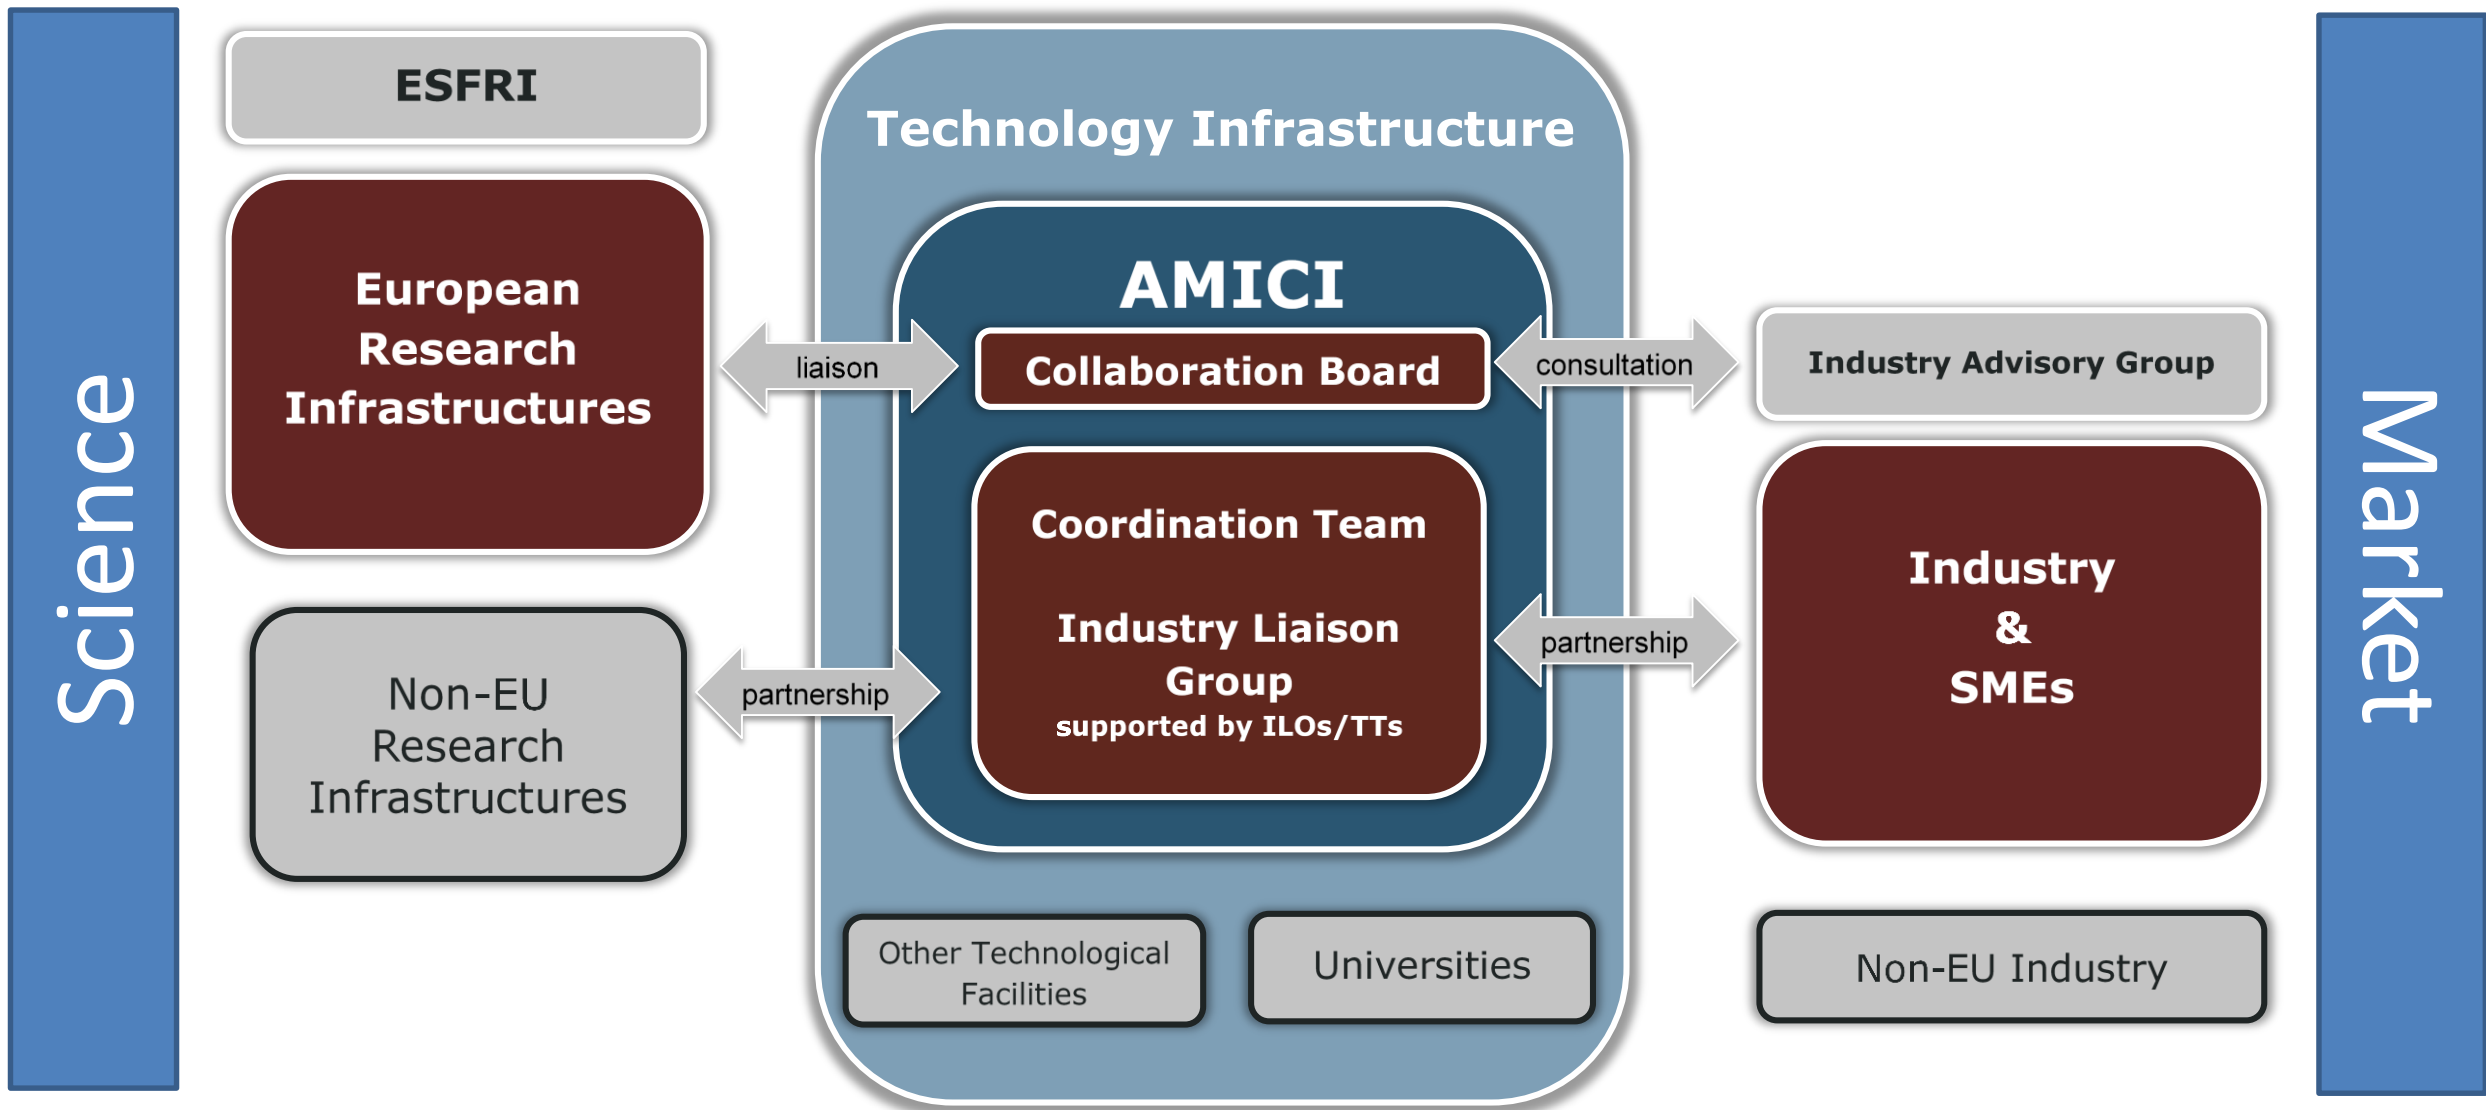 Science
ESFRI
European
Research
Infrastructures
Non-EU
Research
Infrastructures
liaison
partnership
Technology Infrastructure
AMICI
Collaboration Board
Coordination Team
Industry Liaison
Group
supported by ILOs/TTs
Other Technological
Facilities
Universities
consultation
partnership
Industry Advisory Group
Industry
&
SMEs
Non-EU Industry
Market